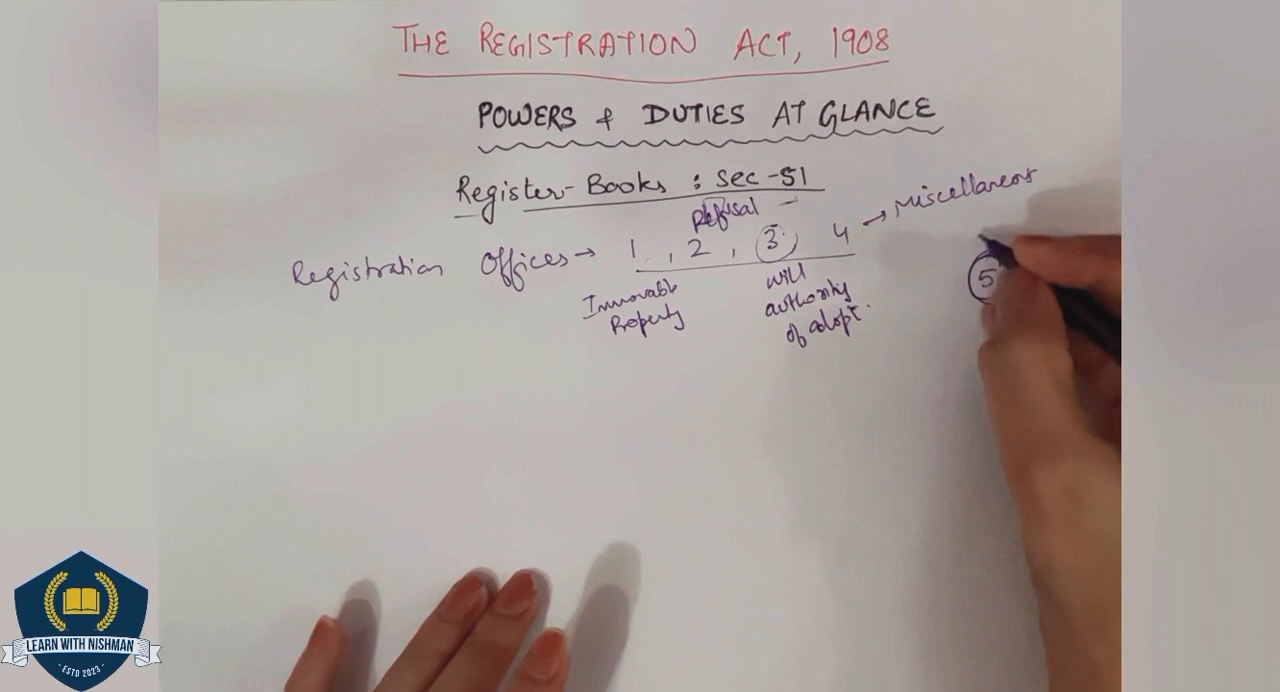 THE REGISTRATION ACT, 1908
POWERS & DUTIES AT GLANCE
Register-Books : Sec-51
Refusal
Registration Offices → 1, 2, 3, 4 → Miscellaneous
5
Immovable
Property
Will
authority
of adopt.
LEARN WITH NISHMAN
ESTD 2023